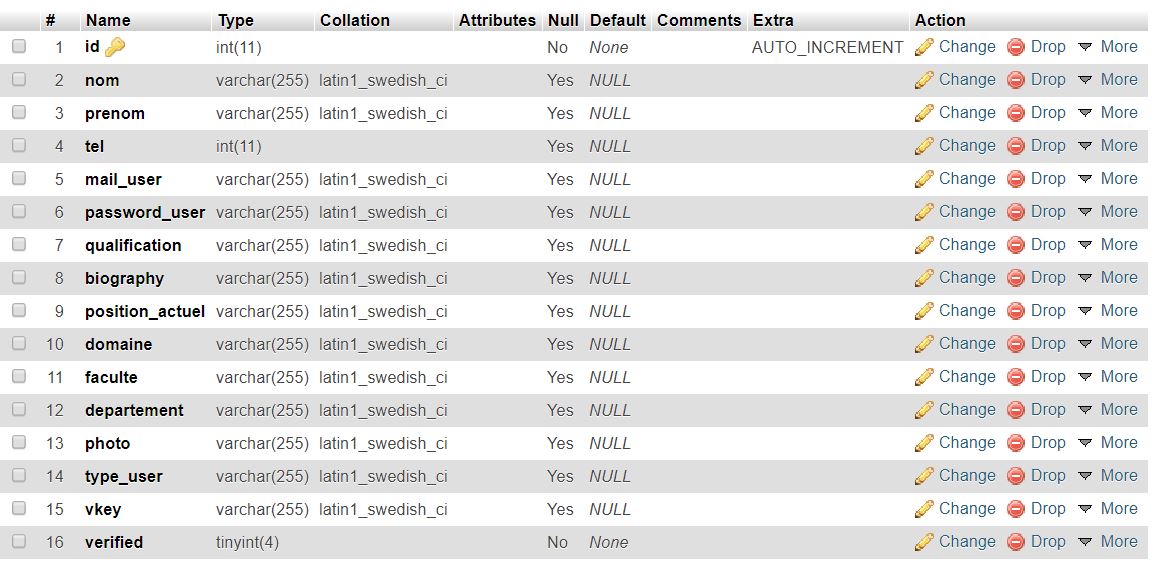 # Name Type Collation Attributes Null Default Comments Extra Action
1 id int(11) No None AUTO_INCREMENT Change Drop More
2 nom varchar(255) latin1_swedish_ci Yes NULL Change Drop More
3 prenom varchar(255) latin1_swedish_ci Yes NULL Change Drop More
4 tel int(11) Yes NULL Change Drop More
5 mail_user varchar(255) latin1_swedish_ci Yes NULL Change Drop More
6 password_user varchar(255) latin1_swedish_ci Yes NULL Change Drop More
7 qualification varchar(255) latin1_swedish_ci Yes NULL Change Drop More
8 biography varchar(255) latin1_swedish_ci Yes NULL Change Drop More
9 position_actuel varchar(255) latin1_swedish_ci Yes NULL Change Drop More
10 domaine varchar(255) latin1_swedish_ci Yes NULL Change Drop More
11 faculte varchar(255) latin1_swedish_ci Yes NULL Change Drop More
12 departement varchar(255) latin1_swedish_ci Yes NULL Change Drop More
13 photo varchar(255) latin1_swedish_ci Yes NULL Change Drop More
14 type_user varchar(255) latin1_swedish_ci Yes NULL Change Drop More
15 vkey varchar(255) latin1_swedish_ci Yes NULL Change Drop More
16 verified tinyint(4) No None Change Drop More